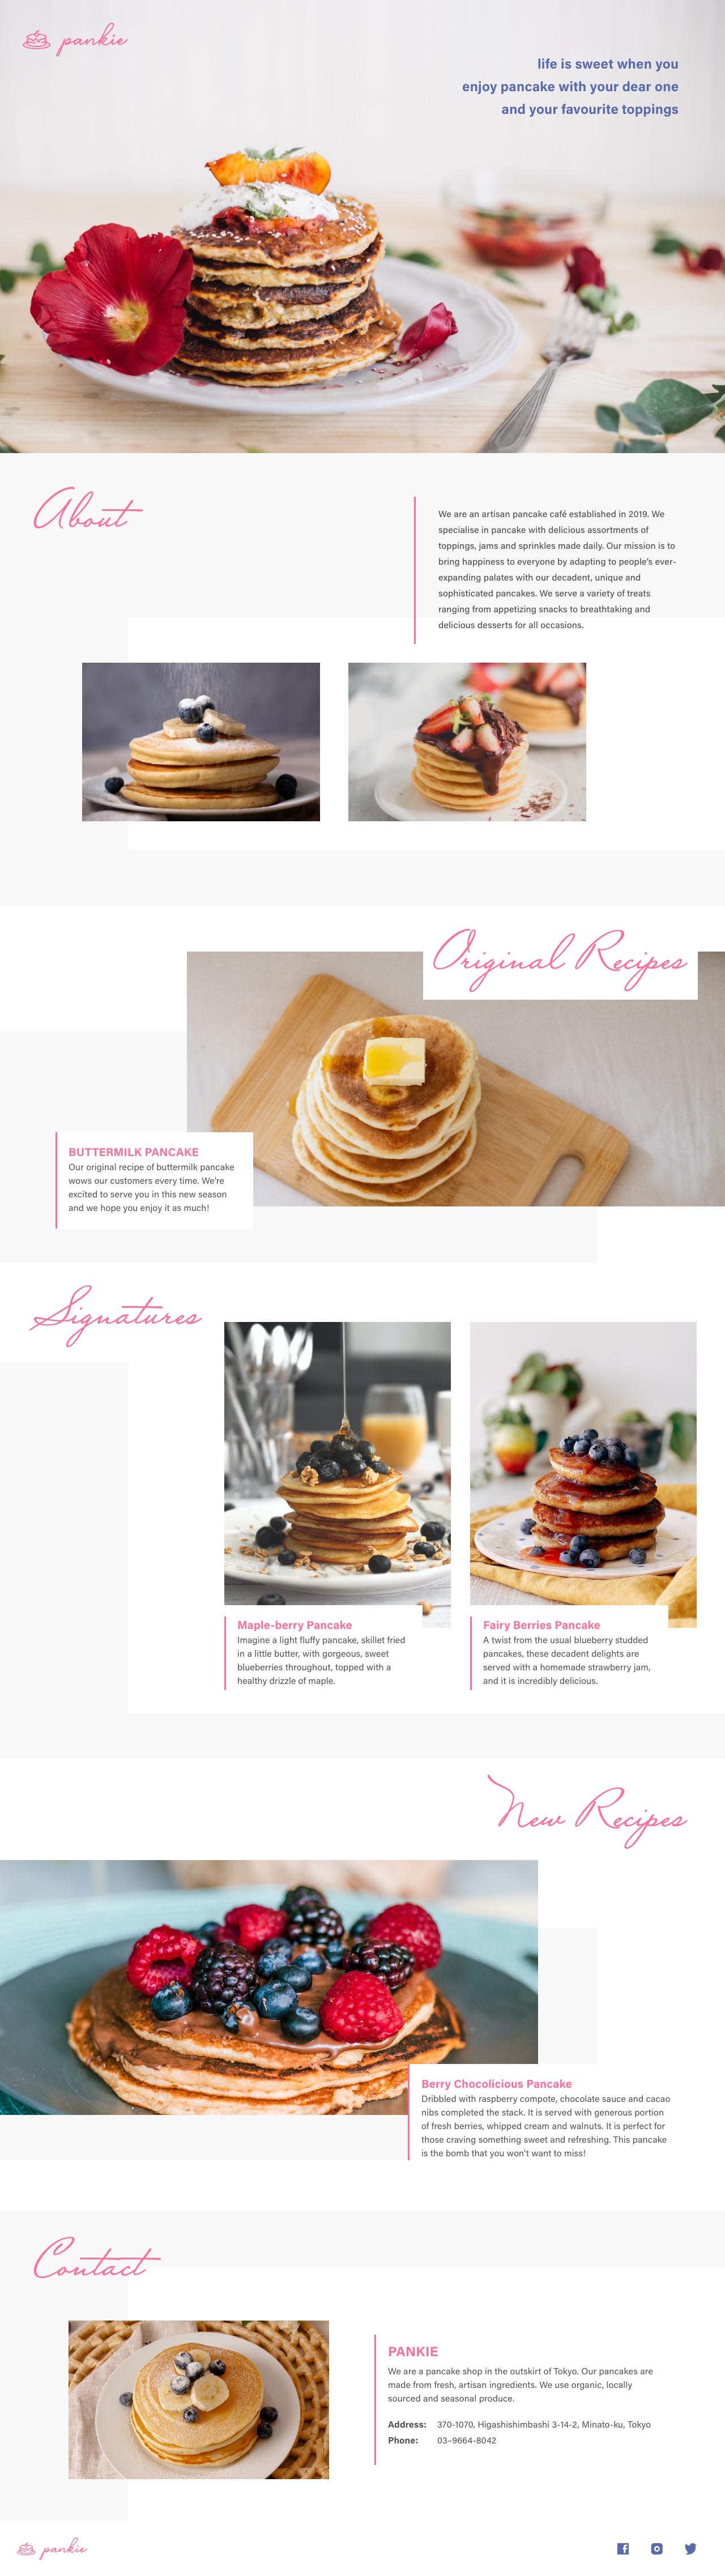 pankie
life is sweet when you
enjoy pancake with your dear one
and your favourite toppings
About
We are an artisan pancake café established in 2019. We
specialise in pancake with delicious assortments of
toppings, jams and sprinkles made daily. Our mission is to
bring happiness to everyone by adapting to people's ever-
expanding palates with our decadent, unique and
sophisticated pancakes. We serve a variety of treats
ranging from appetizing snacks to breathtaking and
delicious desserts for all occasions.
Original Recipes
BUTTERMILK PANCAKE
Our original recipe of buttermilk pancake
wows our customers every time. We're
excited to serve you in this new season
and we hope you enjoy it as much!
Signatures
Maple-berry Pancake
Imagine a light fluffy pancake, skillet fried
in a little butter, with gorgeous, sweet
blueberries throughout, topped with a
healthy drizzle of maple.
Fairy Berries Pancake
A twist from the usual blueberry studded
pancakes, these decadent delights are
served with a homemade strawberry jam,
and it is incredibly delicious.
New Recipes
Berry Chocolicious Pancake
Dribbled with raspberry compote, chocolate sauce and cacao
nibs completed the stack. It is served with generous portion
of fresh berries, whipped cream and walnuts. It is perfect for
those craving something sweet and refreshing. This pancake
is the bomb that you won't want to miss!
Contact
PANKIE
We are a pancake shop in the outskirt of Tokyo. Our pancakes are
made from fresh, artisan ingredients. We use organic, locally
sourced and seasonal produce.
Address: 370-1070, Higashishimbashi 3-14-2, Minato-ku, Tokyo
Phone: 03–9664-8042
pankie